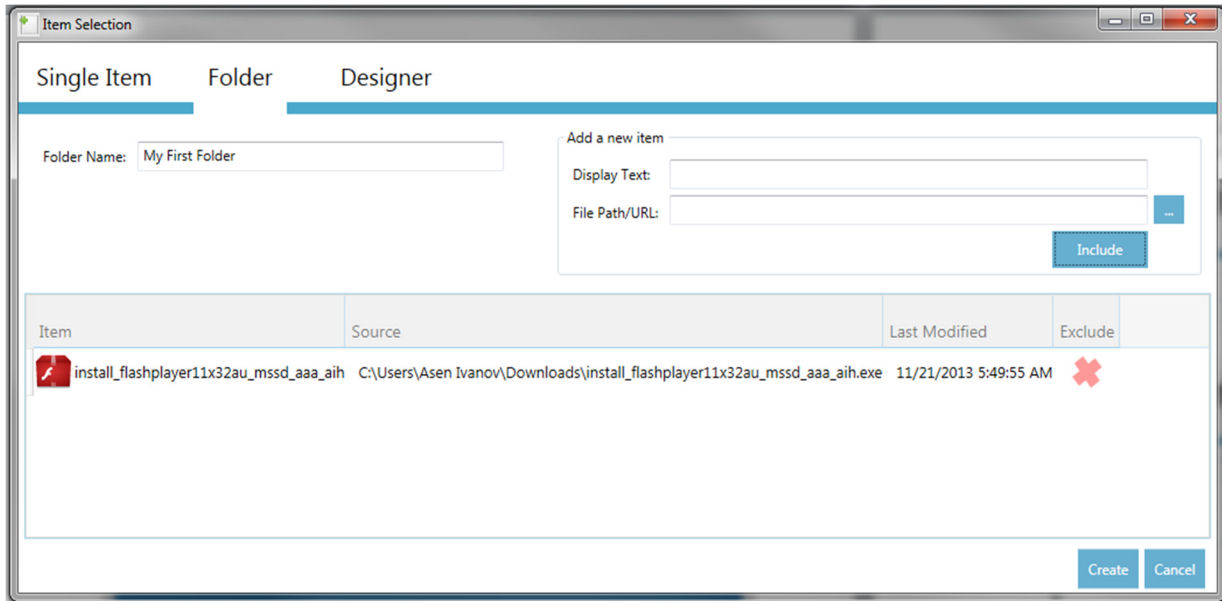 Item Selection
Single Item Folder Designer
Folder Name: My First Folder
Add a new item
Display Text:
File Path/URL:
...
Include
Item Source Last Modified Exclude
install_flashplayer11x32au_mssd_aaa_aih C:\Users\Asen Ivanov\Downloads\install_flashplayer11x32au_mssd_aaa_aih.exe 11/21/2013 5:49:55 AM
Create Cancel